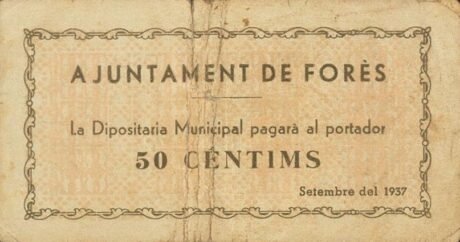 AJUNTAMENT DE FORÈS
La Dipositaria Municipal pagarà al portador
50 CÈNTIMS
Setembre del 1937